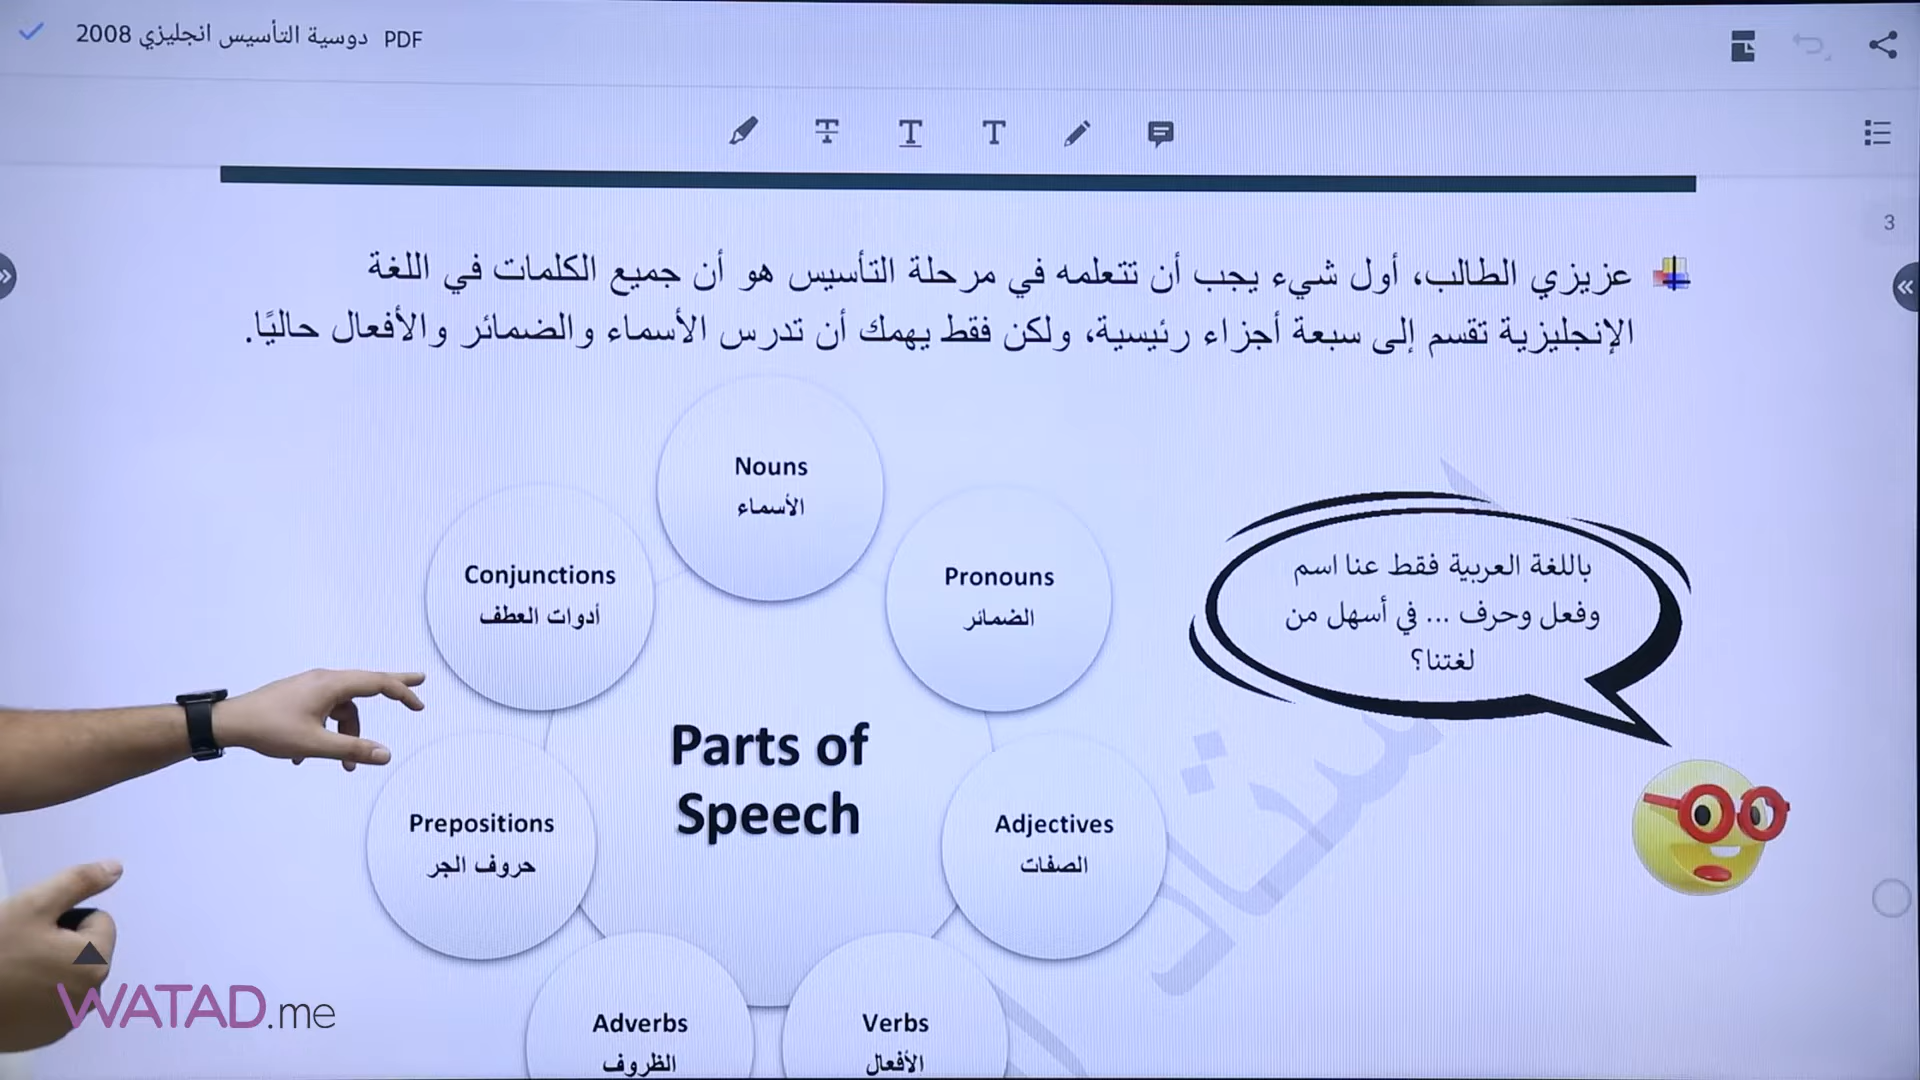 دوسية التأسيس انجليزي 2008 PDF
3
عزيزي الطالب، أول شيء يجب أن تتعلمه في مرحلة التأسيس هو أن جميع الكلمات في اللغة
الإنجليزية تقسم إلى سبعة أجزاء رئيسية، ولكن فقط يهمك أن تدرس الأسماء والضمائر والأفعال حاليًا.
Nouns
الأسماء
Conjunctions
أدوات العطف
Pronouns
الضمائر
باللغة العربية فقط عنا اسم
وفعل وحرف ... في أسهل من
لغتنا؟
Parts of
Speech
Prepositions
حروف الجر
Adjectives
الصفات
Adverbs
الظروف
Verbs
الأفعال
WATAD.me